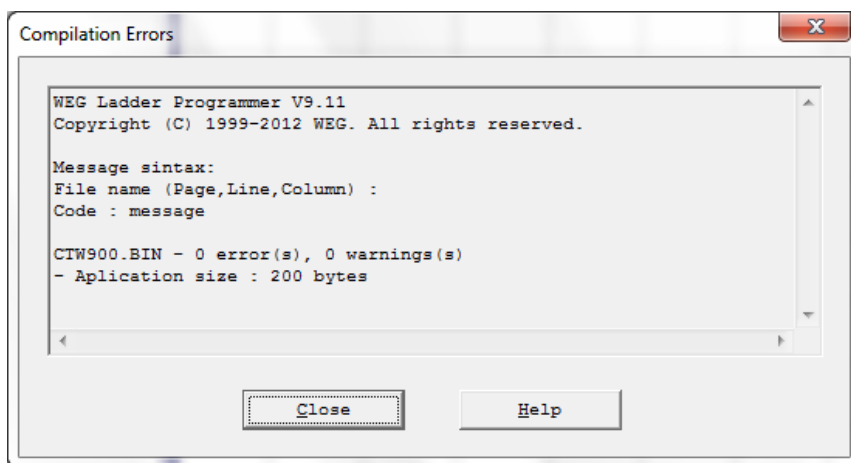 Compilation Errors
WEG Ladder Programmer V9.11
Copyright (C) 1999-2012 WEG. All rights reserved.
Message sintax:
File name (Page,Line,Column) :
Code : message
CTW900.BIN - 0 error(s), 0 warnings(s)
- Aplication size : 200 bytes
Close
Help